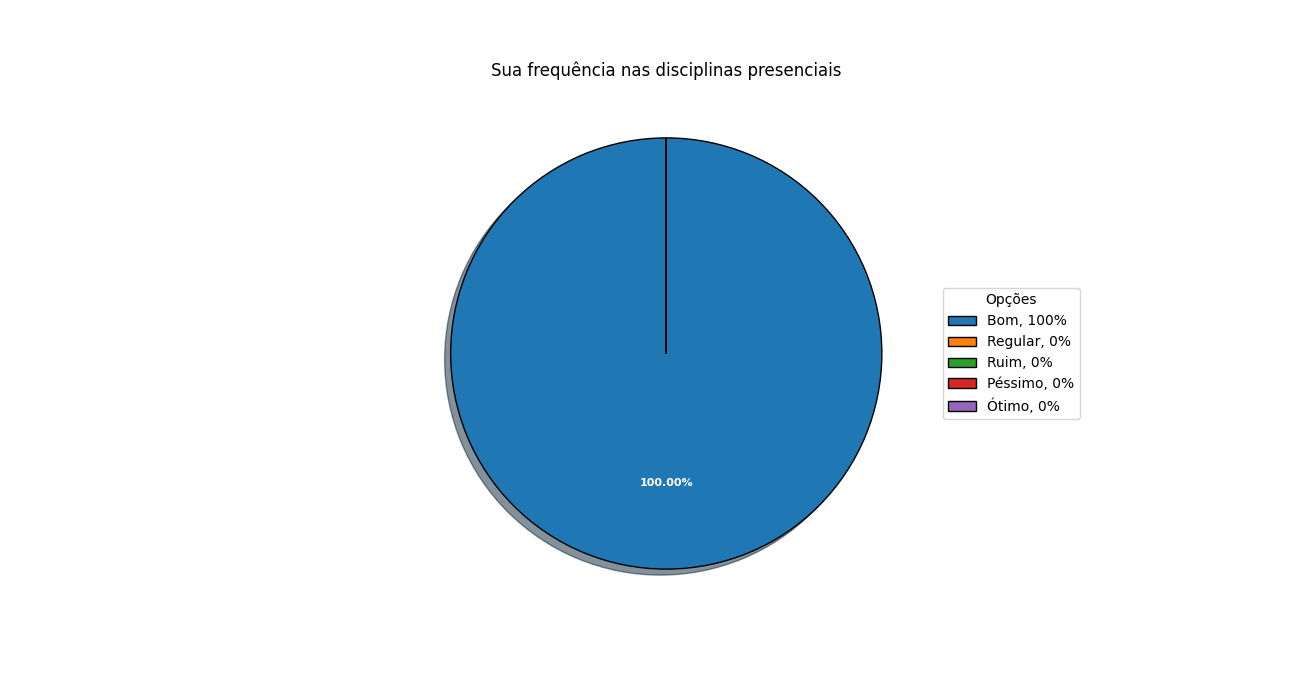 Sua frequência nas disciplinas presenciais
Opções
Bom, 100%
Regular, 0%
Ruim, 0%
Péssimo, 0%
Ótimo, 0%
100.00%